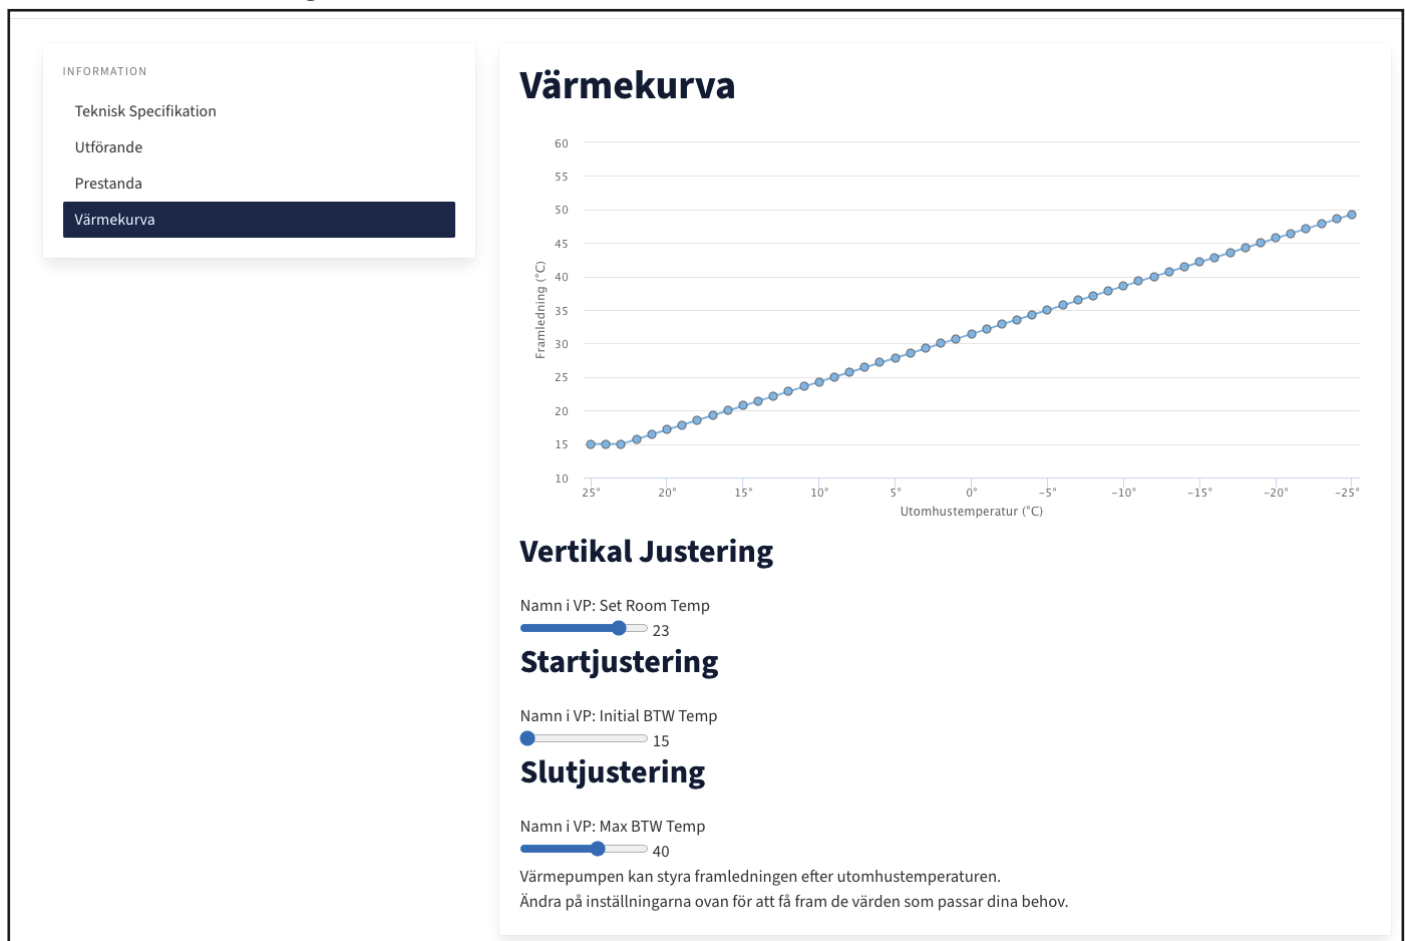 INFORMATION
Teknisk Specifikation
Utförande
Prestanda
Värmekurva
Värmekurva
60
55
50
45
40
35
30
25
20
15
10
Framledning (°C)
25° 20° 15° 10° 5° 0° -5° -10° -15° -20° -25°
Utomhustemperatur (°C)
Vertikal Justering
Namn i VP: Set Room Temp
23
Startjustering
Namn i VP: Initial BTW Temp
15
Slutjustering
Namn i VP: Max BTW Temp
40
Värmepumpen kan styra framledningen efter utomhustemperaturen.
Ändra på inställningarna ovan för att få fram de värden som passar dina behov.